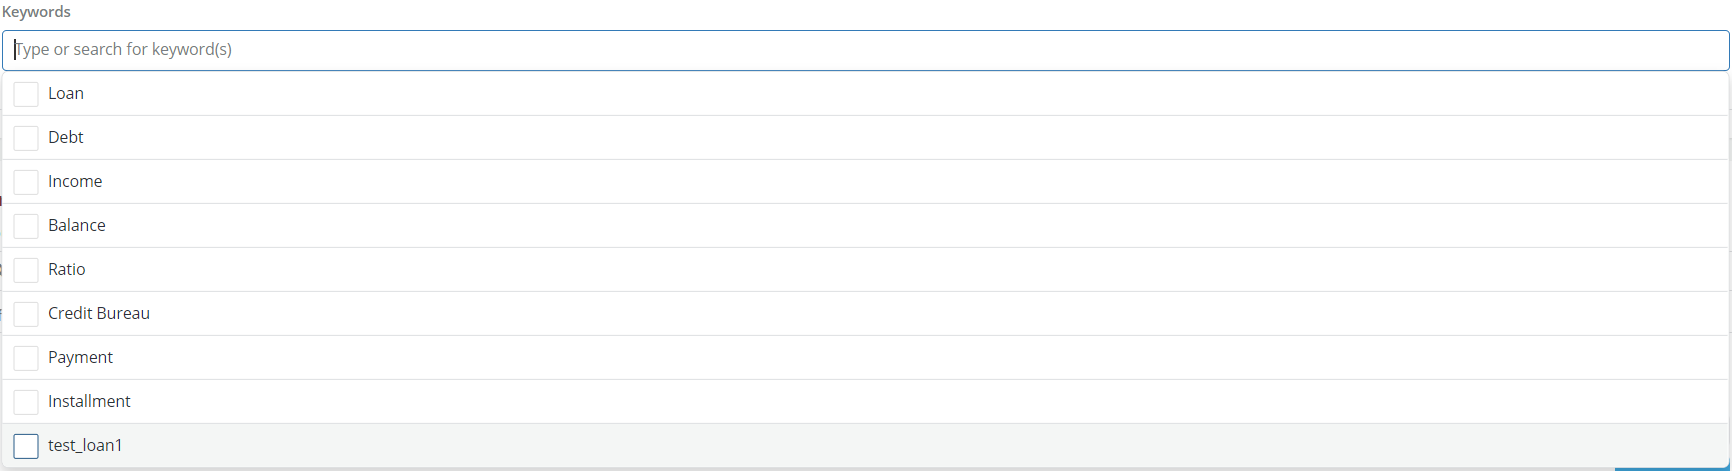 Keywords
Type or search for keyword(s)
Loan
Debt
Income
Balance
Ratio
Credit Bureau
Payment
Installment
test_loan1